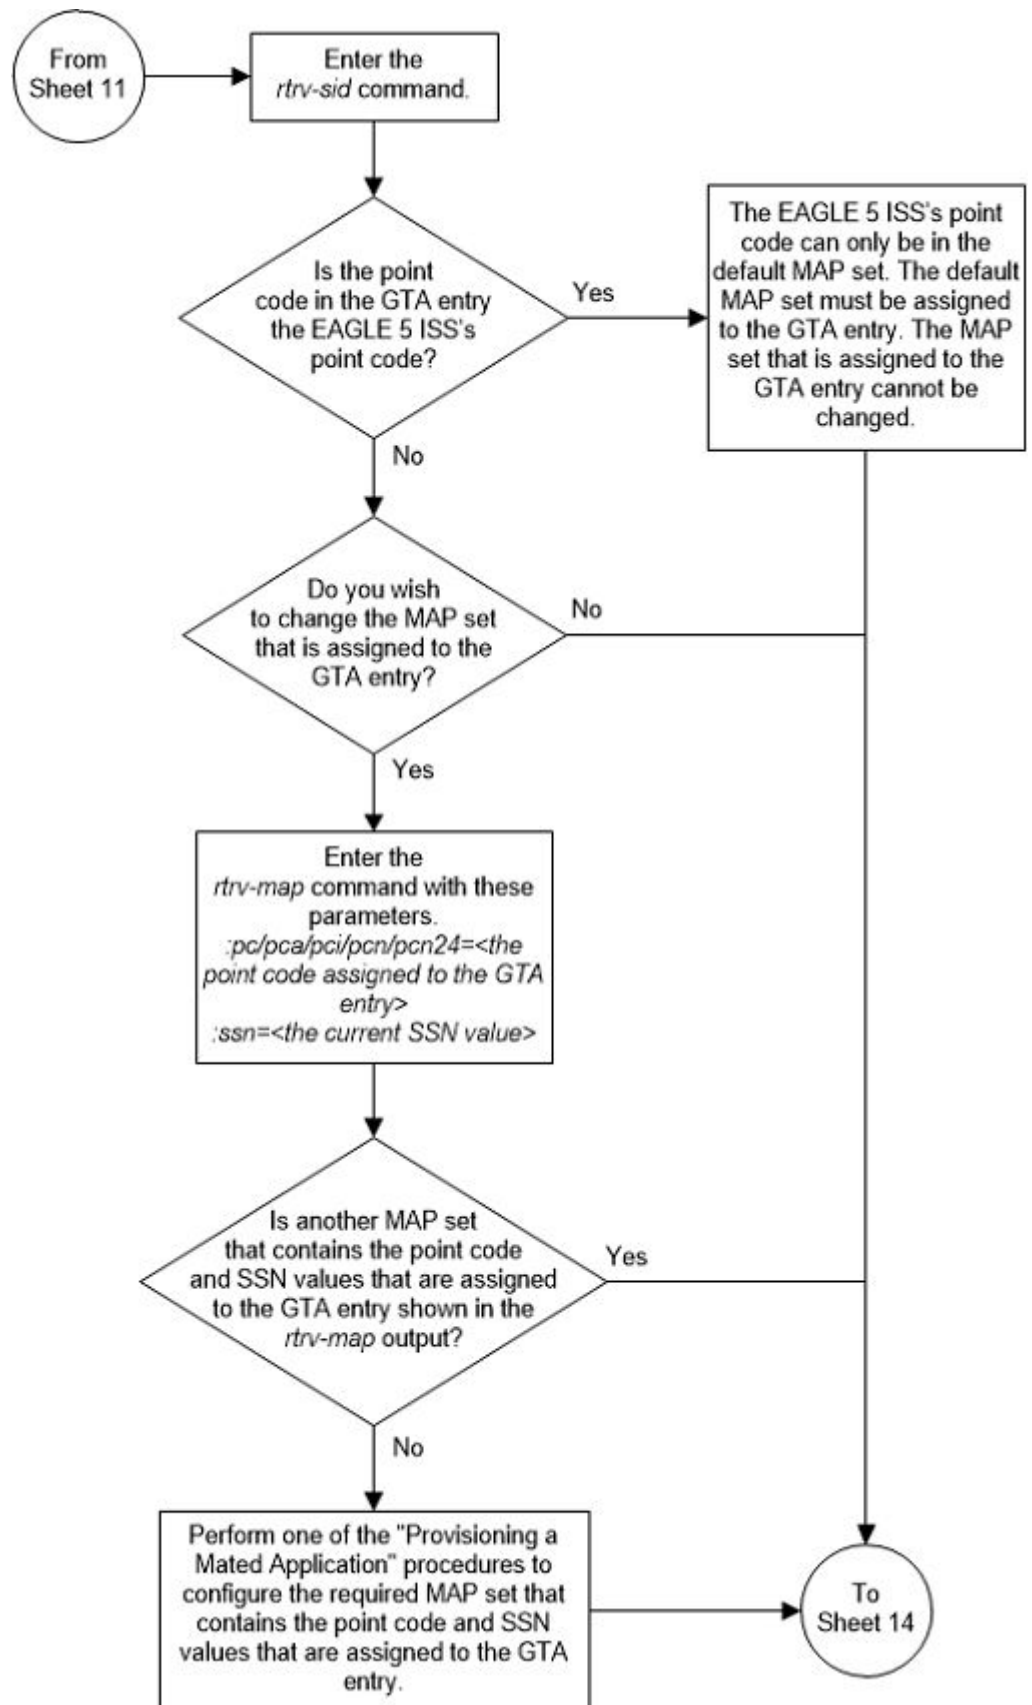 From
Sheet 11
Enter the
rtrv-sid command.
Is the point
code in the GTA entry
the EAGLE 5 ISS's
point code?
Yes
The EAGLE 5 ISS's point
code can only be in the
default MAP set. The default
MAP set must be assigned
to the GTA entry. The MAP
set that is assigned to the
GTA entry cannot be
changed.
No
Do you wish
to change the MAP set
that is assigned to the
GTA entry?
No
Yes
Enter the
rtrv-map command with these
parameters.
:pc/pca/pci/pcn/pcn24=<the
point code assigned to the GTA
entry>
:ssn=<the current SSN value>
Is another MAP set
that contains the point code
and SSN values that are assigned
to the GTA entry shown in the
rtrv-map output?
Yes
No
Perform one of the "Provisioning a
Mated Application" procedures to
configure the required MAP set that
contains the point code and SSN
values that are assigned to the GTA
entry.
To
Sheet 14